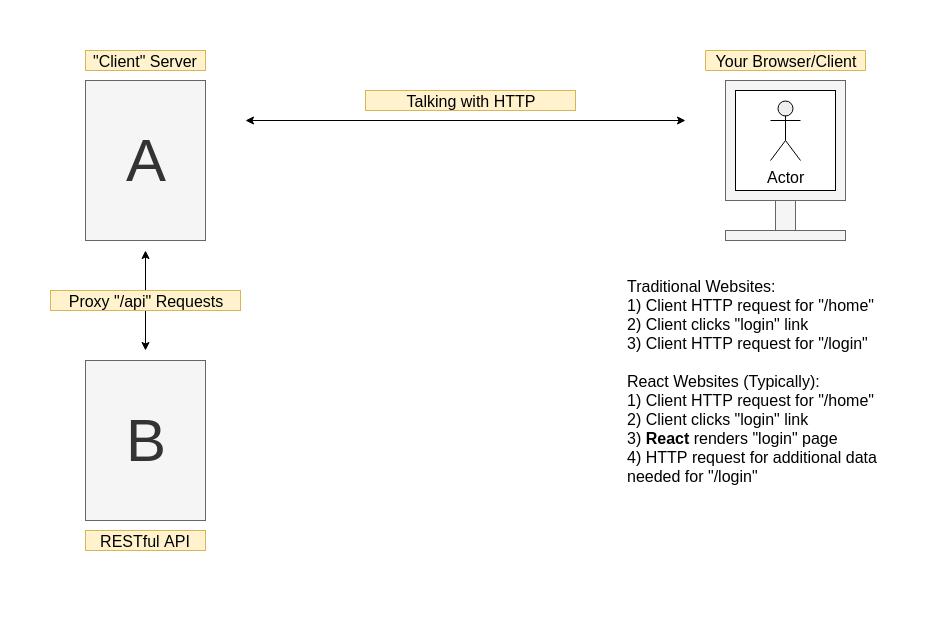 "Client" Server
Your Browser/Client
Talking with HTTP
A
Actor
Proxy "/api" Requests
B
RESTful API
Traditional Websites:
1) Client HTTP request for "/home"
2) Client clicks "login" link
3) Client HTTP request for "/login"
React Websites (Typically):
1) Client HTTP request for "/home"
2) Client clicks "login" link
3) React renders "login" page
4) HTTP request for additional data
needed for "/login"